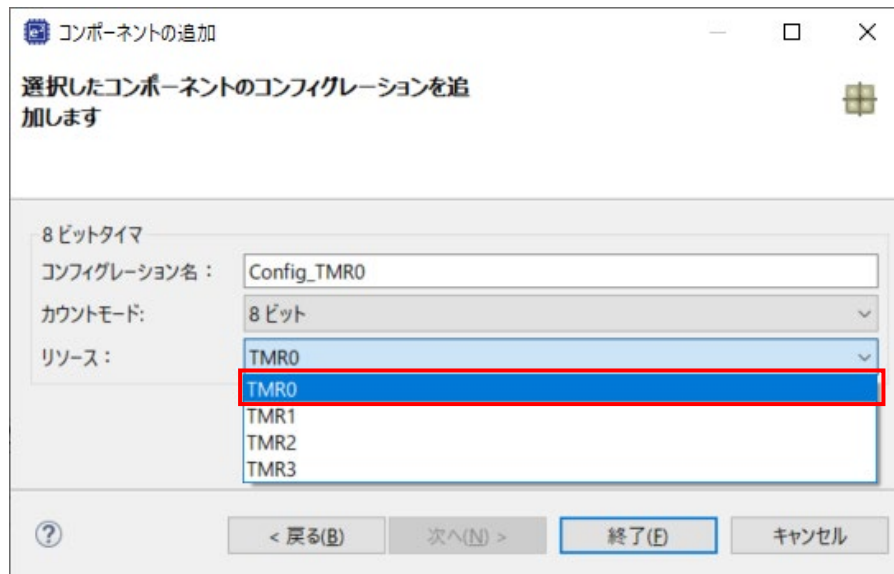 コンポーネントの追加
選択したコンポーネントのコンフィグレーションを追
加します
8 ビットタイマ
コンフィグレーション名：
Config_TMR0
カウントモード:
8 ビット
リソース：
TMR0
TMR0
TMR1
TMR2
TMR3
< 戻る(B)
次へ(N) >
終了(F)
キャンセル